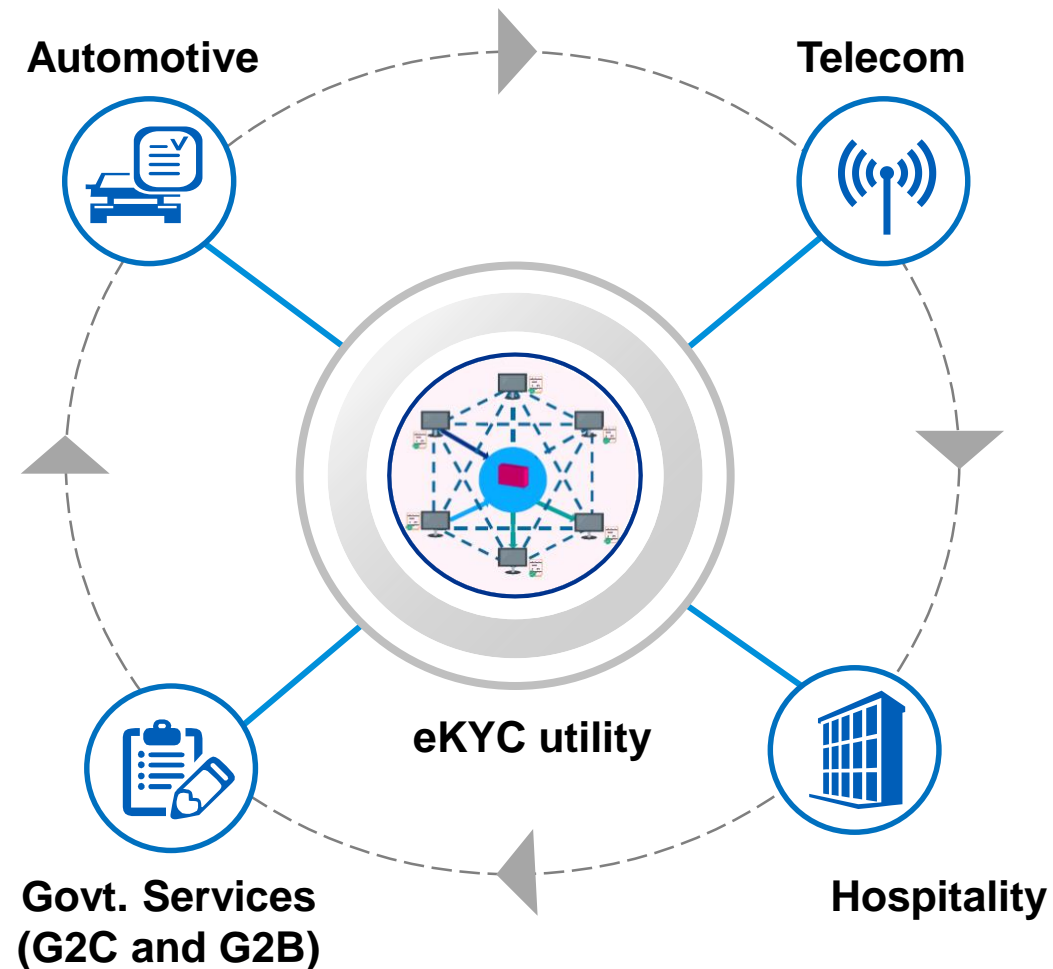 Automotive
Telecom
eKYC utility
Govt. Services
(G2C and G2B)
Hospitality